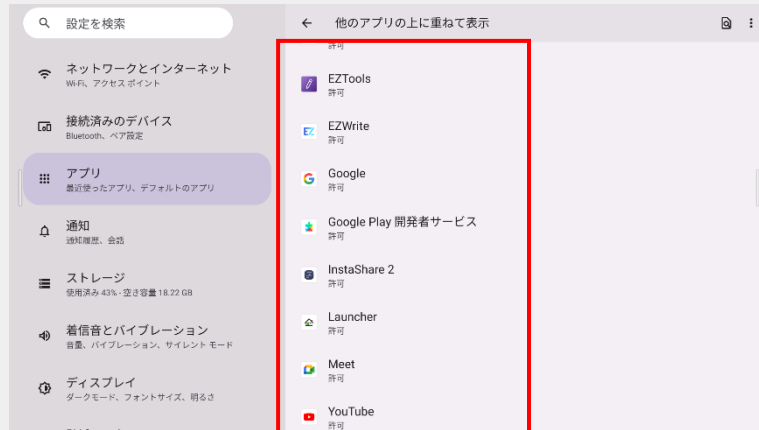 設定を検索
ネットワークとインターネット
Wi-Fi、アクセス ポイント
接続済みのデバイス
Bluetooth、ペア設定
アプリ
最近使ったアプリ、デフォルトのアプリ
通知
通知履歴、会話
ストレージ
使用済み 43% - 空き容量 18.22 GB
着信音とバイブレーション
音量、バイブレーション、サイレント モード
ディスプレイ
ダークモード、フォントサイズ、明るさ
他のアプリの上に重ねて表示
許可
EZTools
許可
EZWrite
許可
Google
許可
Google Play 開発者サービス
許可
InstaShare 2
許可
Launcher
許可
Meet
許可
YouTube
許可